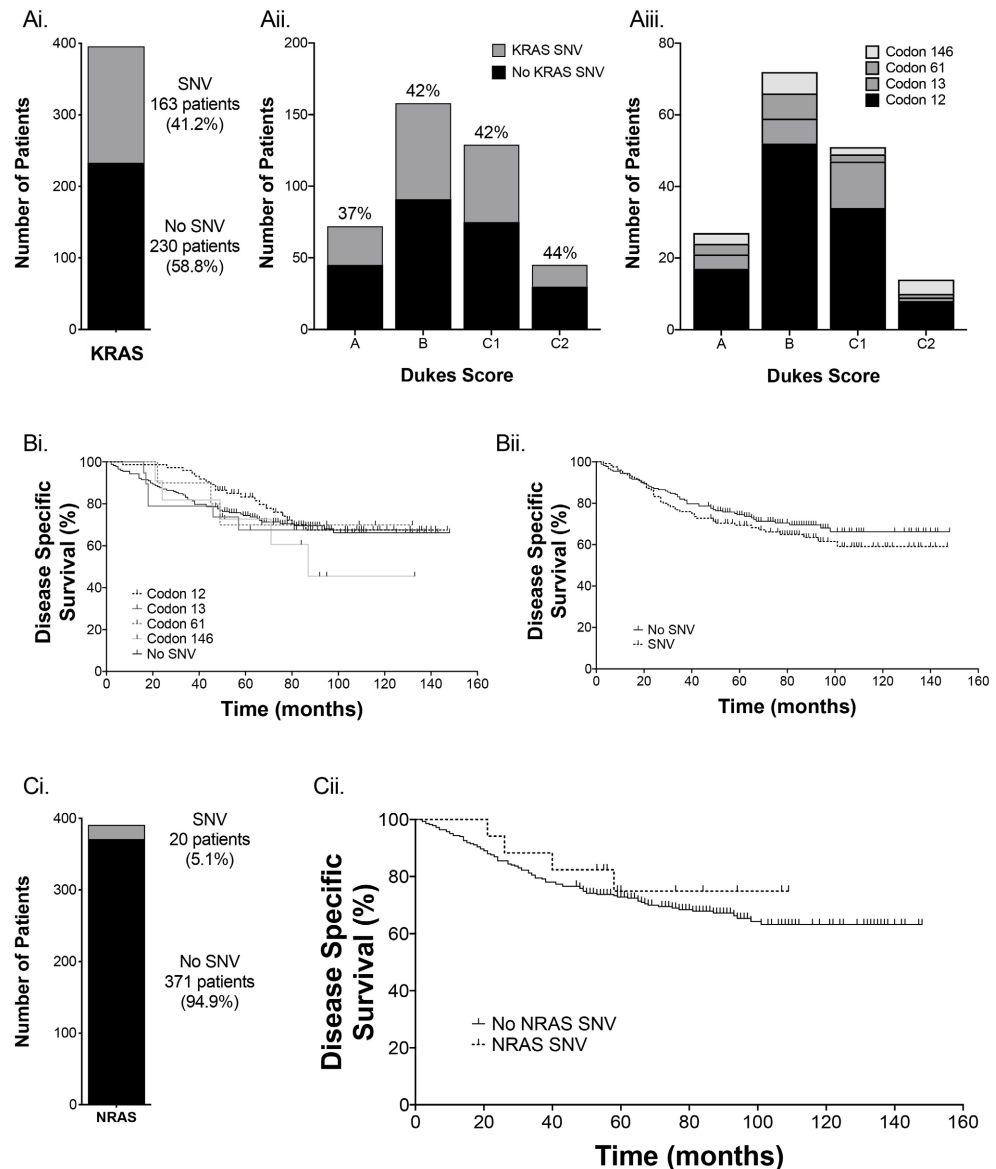 Ai.
400
300
200
100
0
Number of Patients
SNV
163 patients
(41.2%)
No SNV
230 patients
(58.8%)
KRAS
Aii.
200
150
100
50
0
Number of Patients
KRAS SNV
No KRAS SNV
37%
42%
42%
44%
A B C1 C2
Dukes Score
Aiii.
80
60
40
20
0
Number of Patients
Codon 146
Codon 61
Codon 13
Codon 12
A B C1 C2
Dukes Score
Bi.
100
80
60
40
20
0
Disease Specific
Survival (%)
Codon 12
Codon 13
Codon 61
Codon 146
No SNV
0 20 40 60 80 100 120 140 160
Time (months)
Bii.
100
80
60
40
20
0
Disease Specific
Survival (%)
No SNV
SNV
0 20 40 60 80 100 120 140 160
Time (months)
Ci.
400
300
200
100
0
Number of Patients
SNV
20 patients
(5.1%)
No SNV
371 patients
(94.9%)
NRAS
Cii.
100
80
60
40
20
0
Disease Specific
Survival (%)
No NRAS SNV
NRAS SNV
0 20 40 60 80 100 120 140 160
Time (months)